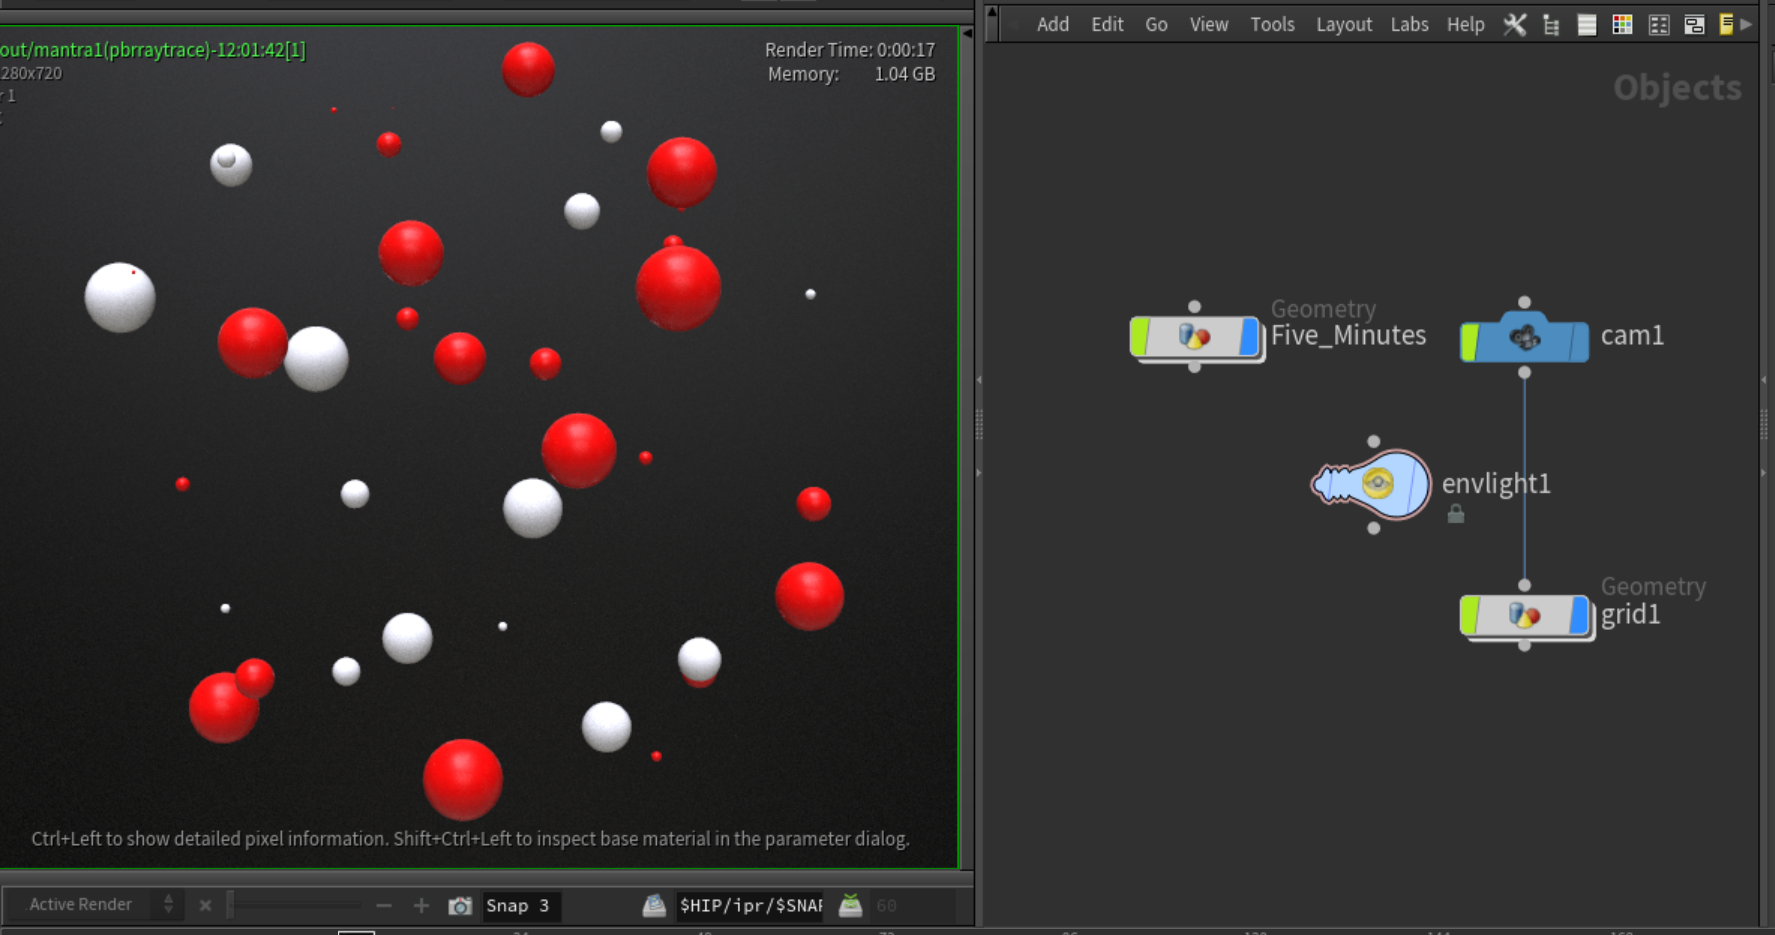 out/mantra1(pbrraytrace)-12:01:42[1]
Render Time: 0:00:17
280x720
Memory: 1.04 GB
r 1
Add Edit Go View Tools Layout Labs Help
Objects
Geometry
Five_Minutes
cam1
envlight1
Geometry
grid1
Ctrl+Left to show detailed pixel information. Shift+Ctrl+Left to inspect base material in the parameter dialog.
Active Render
Snap 3
$HIP/ipr/$SNAP
60